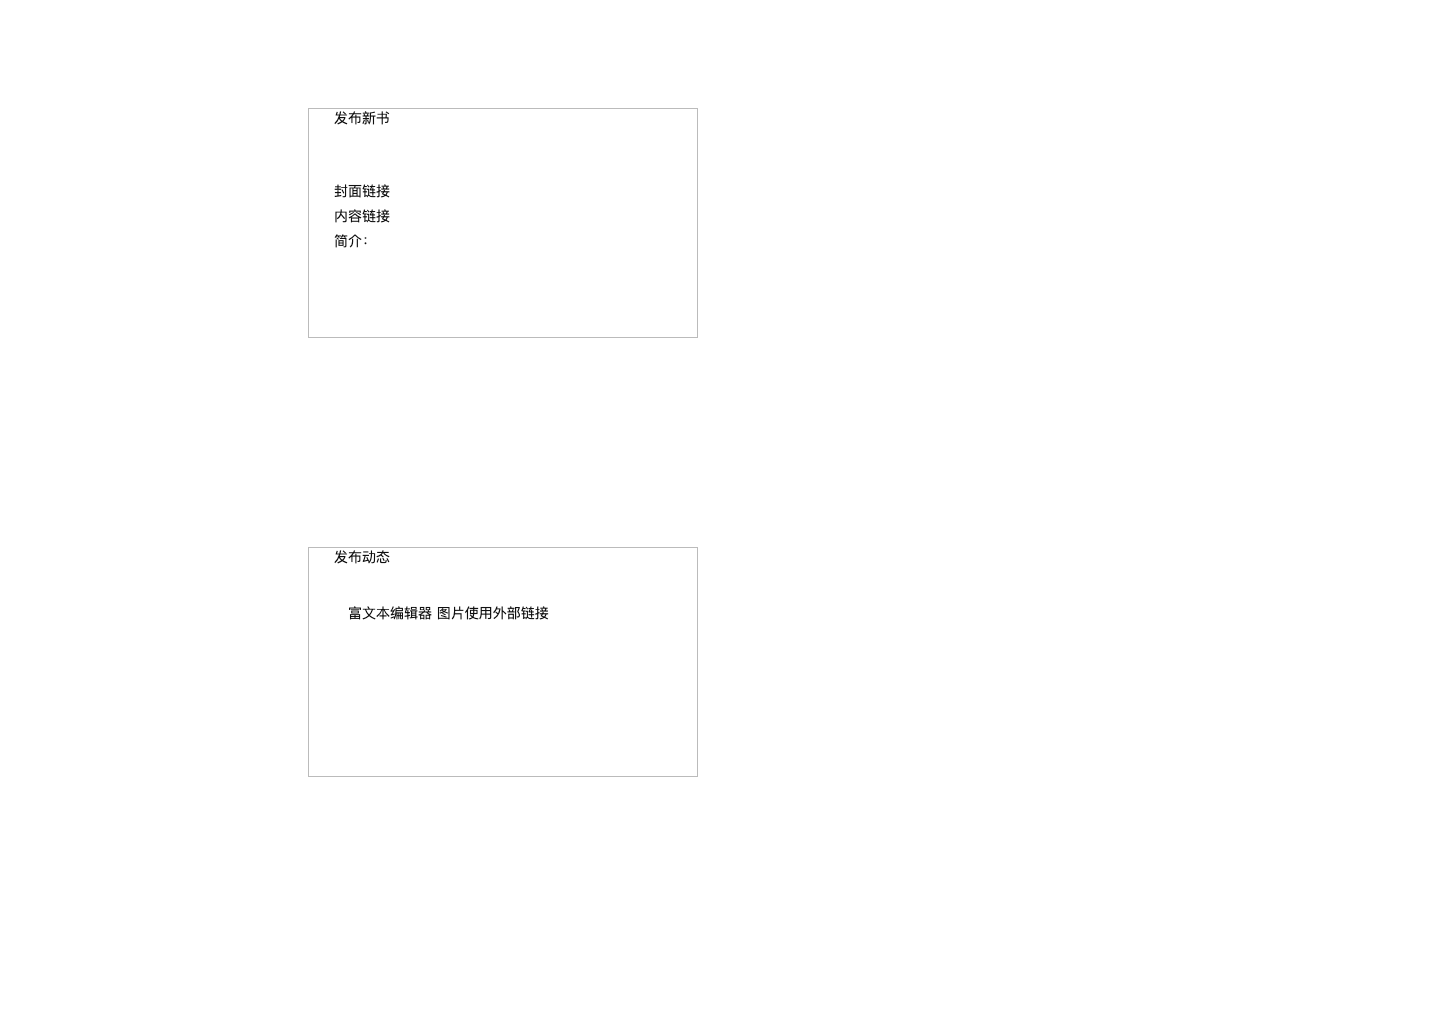 发布新书
封面链接
内容链接
简介：
发布动态
富文本编辑器 图片使用外部链接